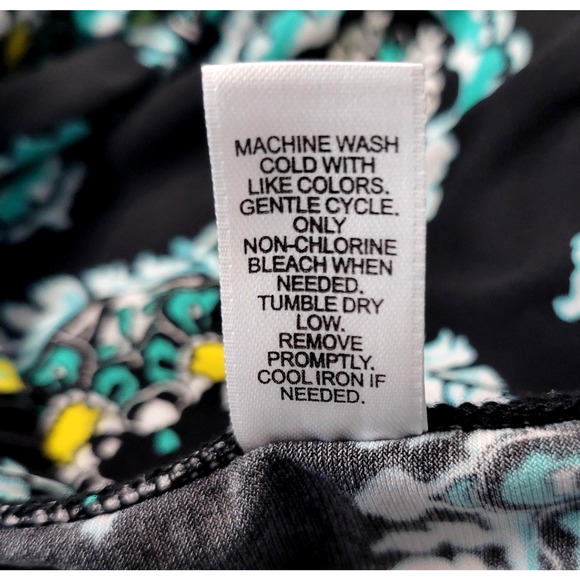 MACHINE WASH
COLD WITH
LIKE COLORS.
GENTLE CYCLE.
ONLY
NON-CHLORINE
BLEACH WHEN
NEEDED.
TUMBLE DRY
LOW.
REMOVE
PROMPTLY.
COOL IRON IF
NEEDED.